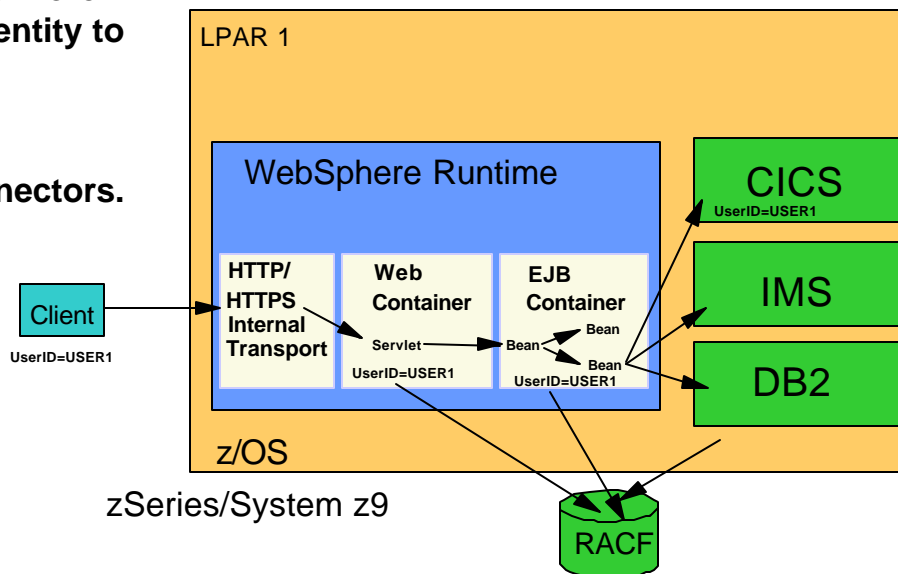 entity to
nnectors.
LPAR 1
WebSphere Runtime
HTTP/
HTTPS
Internal
Transport
Web
Container
Servlet
UserID=USER1
EJB
Container
Bean
Bean
Bean
UserID=USER1
Client
UserID=USER1
CICS
UserID=USER1
IMS
DB2
z/OS
zSeries/System z9
RACF